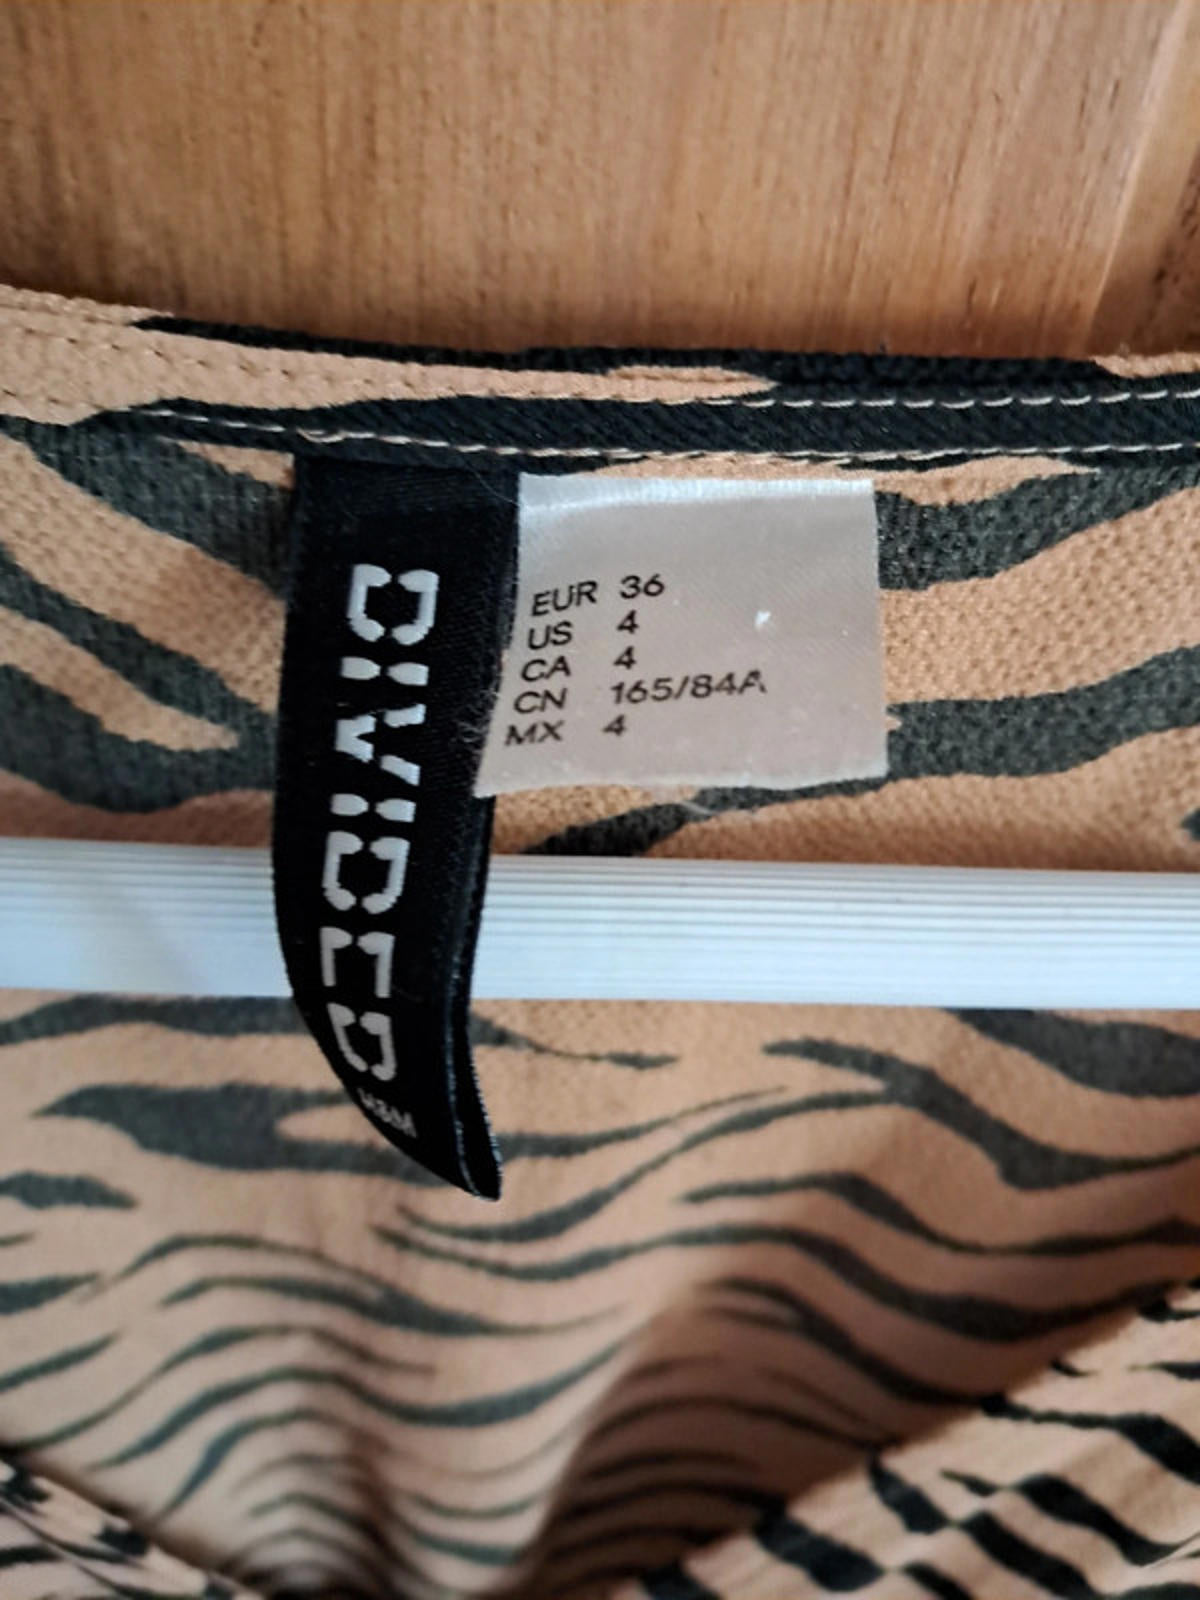 DIVIDED
H&M
EUR 36
US 4
CA 4
CN 165/84A
MX 4